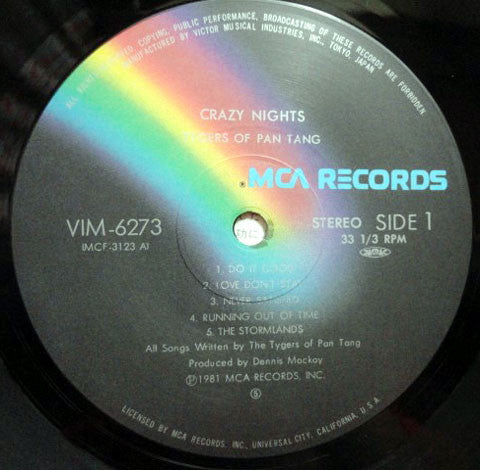 ALL RIGHTS RESERVED. COPYING, PUBLIC PERFORMANCE, BROADCASTING OF THESE RECORDS ARE FORBIDDEN
MANUFACTURED BY VICTOR MUSICAL INDUSTRIES, INC., TOKYO, JAPAN
CRAZY NIGHTS
TYGERS OF PAN TANG
MCA RECORDS
VIM-6273
(MCF-3123 A)
STEREO SIDE 1
33 1/3 RPM
1. DO IT GOOD
2. LOVE DON'T
3. NEVER
4. RUNNING OUT OF TIME
5. THE STORMLANDS
All Songs Written by The Tygers of Pan Tang
Produced by Dennis Mackay
Ⓟ1981 MCA RECORDS, INC.
Ⓢ
LICENSED BY MCA RECORDS, INC., UNIVERSAL CITY, CALIFORNIA, U.S.A.